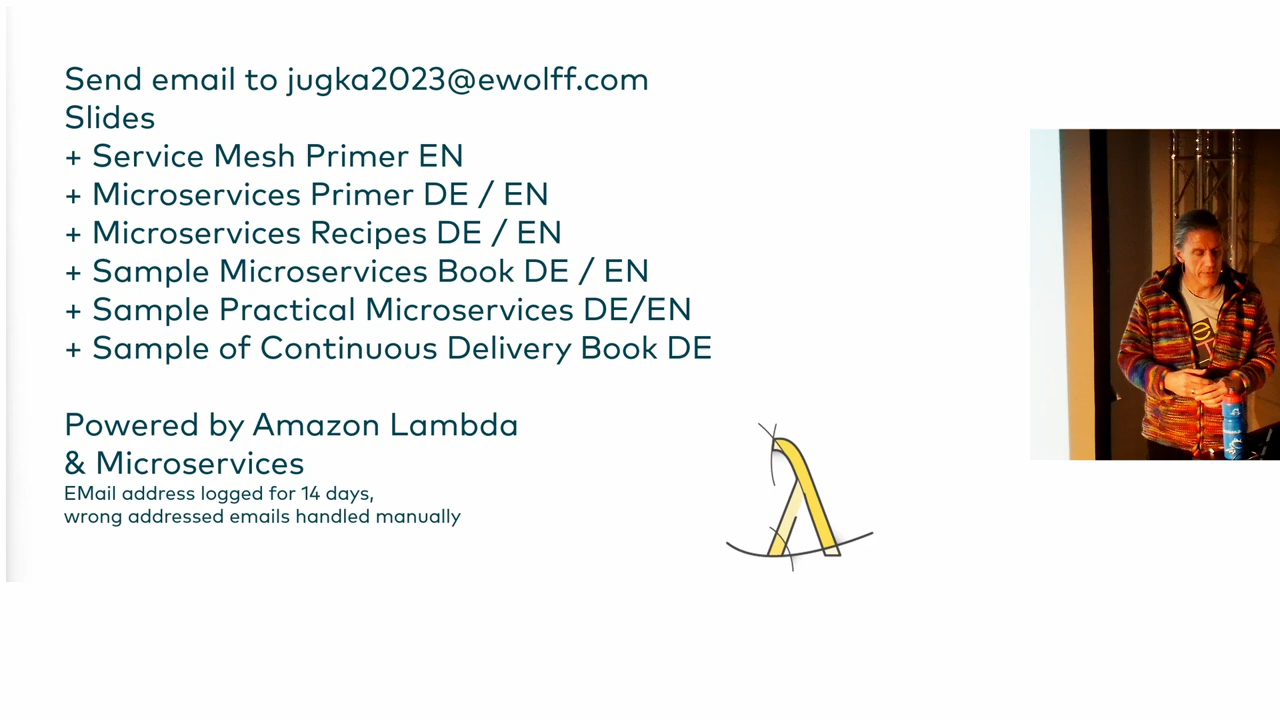 Send email to jugka2023@ewolff.com
Slides
+ Service Mesh Primer EN
+ Microservices Primer DE / EN
+ Microservices Recipes DE / EN
+ Sample Microservices Book DE / EN
+ Sample Practical Microservices DE/EN
+ Sample of Continuous Delivery Book DE
Powered by Amazon Lambda
& Microservices
EMail address logged for 14 days,
wrong addressed emails handled manually